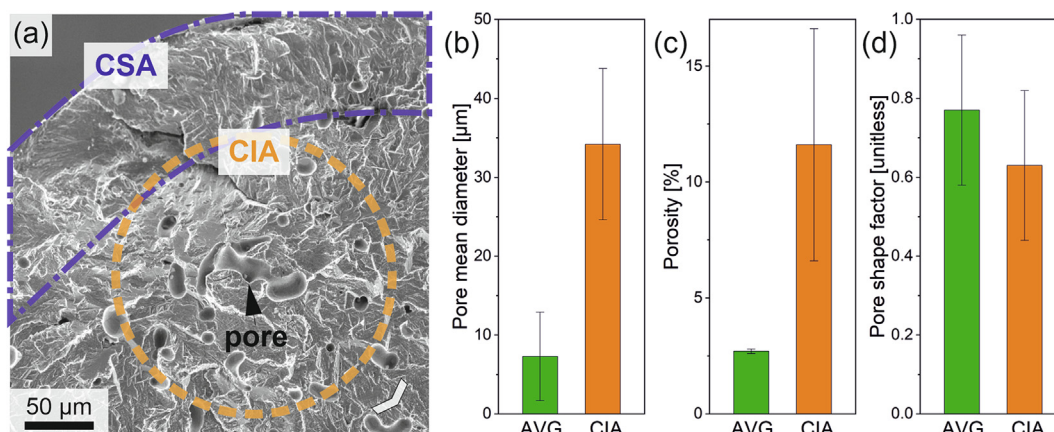 (a)
CSA
CIA
pore
50 µm
(b)
Pore mean diameter [µm]
50
40
30
20
10
0
AVG CIA
(c)
Porosity [%]
15
10
5
0
AVG CIA
(d)
Pore shape factor [unitless]
1.0
0.8
0.6
0.4
0.2
0.0
AVG CIA